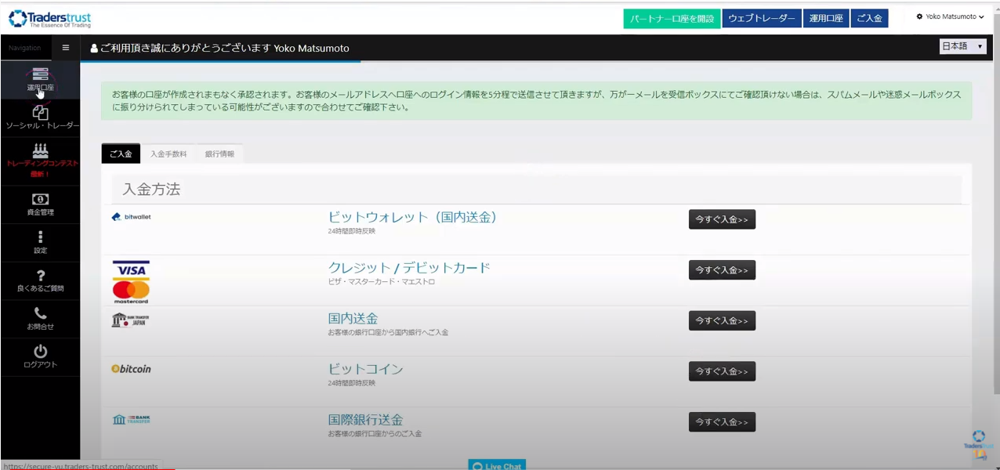 Traderstrust
The Essence Of Trading
パートナー口座を開設
ウェブトレーダー
運用口座
ご入金
Yoko Matsumoto
Navigation
ご利用頂き誠にありがとうございます Yoko Matsumoto
日本語
運用口座
ソーシャル・トレーダー
トレーディングコンテスト
最新！
資金管理
設定
良くあるご質問
お問合せ
ログアウト
お客様の口座が作成されまもなく承認されます。お客様のメールアドレスへ口座へのログイン情報を5分程で送信させて頂きますが、万が一メールを受信ボックスにてご確認頂けない場合は、スパムメールや迷惑メールボックス
に振り分けられてしまっている可能性がございますので合わせてご確認下さい。
ご入金
入金手数料
銀行情報
入金方法
bitwallet
ビットウォレット（国内送金）
24時間即時反映
今すぐ入金>>
VISA
mastercard
クレジット / デビットカード
ビザ・マスターカード・マエストロ
今すぐ入金>>
BANK TRANSFER
JAPAN
国内送金
お客様の銀行口座から国内銀行へご入金
今すぐ入金>>
bitcoin
ビットコイン
24時間即時反映
今すぐ入金>>
BANK
TRANSFER
国際銀行送金
お客様の銀行口座からのご入金
今すぐ入金>>
TradersTrust
https://secure-vu.traders-trust.com/accounts
Live Chat